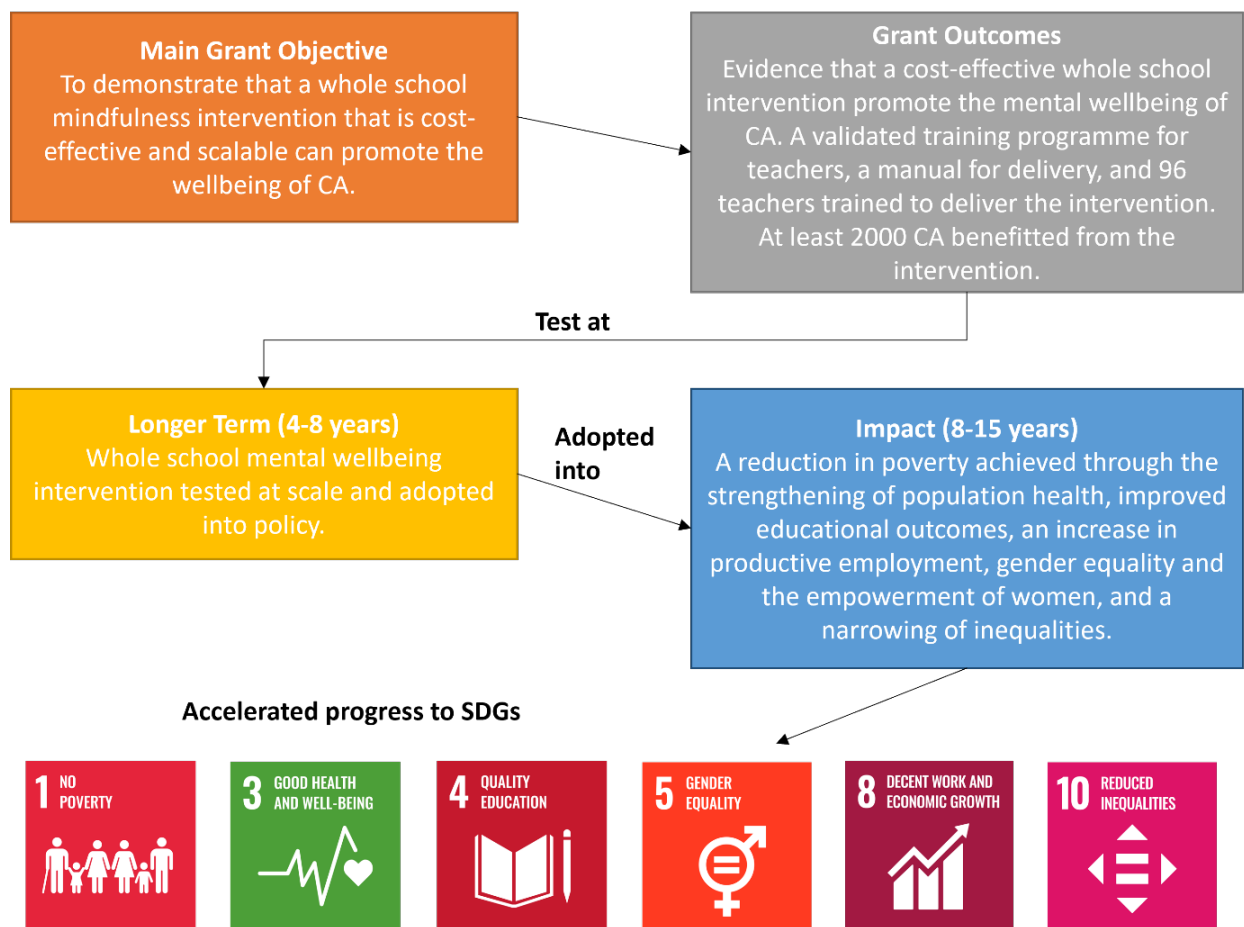 Main Grant Objective
To demonstrate that a whole school
mindfulness intervention that is cost-
effective and scalable can promote the
wellbeing of CA.
Grant Outcomes
Evidence that a cost-effective whole school
intervention promote the mental wellbeing of
CA. A validated training programme for
teachers, a manual for delivery, and 96
teachers trained to deliver the intervention.
At least 2000 CA benefitted from the
intervention.
Test at
Longer Term (4-8 years)
Whole school mental wellbeing
intervention tested at scale and adopted
into policy.
Adopted
into
Impact (8-15 years)
A reduction in poverty achieved through the
strengthening of population health, improved
educational outcomes, an increase in
productive employment, gender equality and
the empowerment of women, and a
narrowing of inequalities.
Accelerated progress to SDGs
1 NO
POVERTY
3 GOOD HEALTH
AND WELL-BEING
4 QUALITY
EDUCATION
5 GENDER
EQUALITY
8 DECENT WORK AND
ECONOMIC GROWTH
10 REDUCED
INEQUALITIES